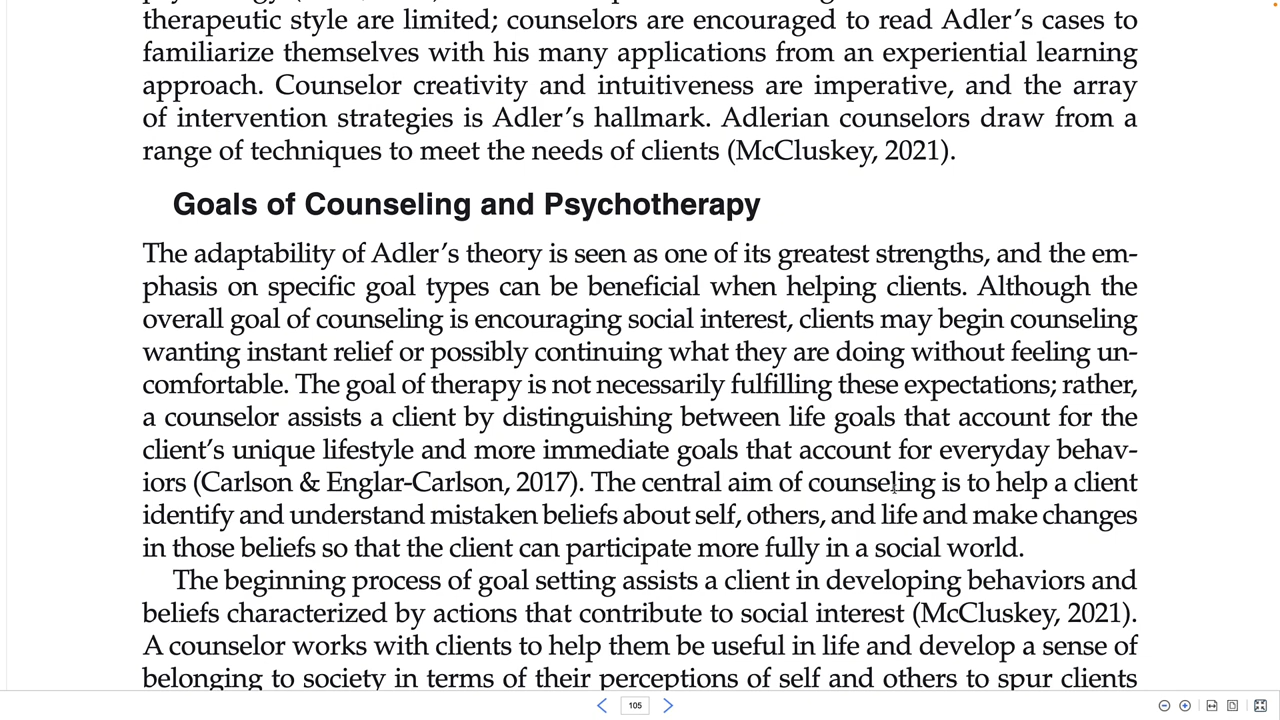 therapeutic style are limited; counselors are encouraged to read Adler's cases to
familiarize themselves with his many applications from an experiential learning
approach. Counselor creativity and intuitiveness are imperative, and the array
of intervention strategies is Adler's hallmark. Adlerian counselors draw from a
range of techniques to meet the needs of clients (McCluskey, 2021).
Goals of Counseling and Psychotherapy
The adaptability of Adler's theory is seen as one of its greatest strengths, and the em-
phasis on specific goal types can be beneficial when helping clients. Although the
overall goal of counseling is encouraging social interest, clients may begin counseling
wanting instant relief or possibly continuing what they are doing without feeling un-
comfortable. The goal of therapy is not necessarily fulfilling these expectations; rather,
a counselor assists a client by distinguishing between life goals that account for the
client's unique lifestyle and more immediate goals that account for everyday behav-
iors (Carlson & Englar-Carlson, 2017). The central aim of counseling is to help a client
identify and understand mistaken beliefs about self, others, and life and make changes
in those beliefs so that the client can participate more fully in a social world.
The beginning process of goal setting assists a client in developing behaviors and
beliefs characterized by actions that contribute to social interest (McCluskey, 2021).
A counselor works with clients to help them be useful in life and develop a sense of
belonging to society in terms of their perceptions of self and others to spur clients
105